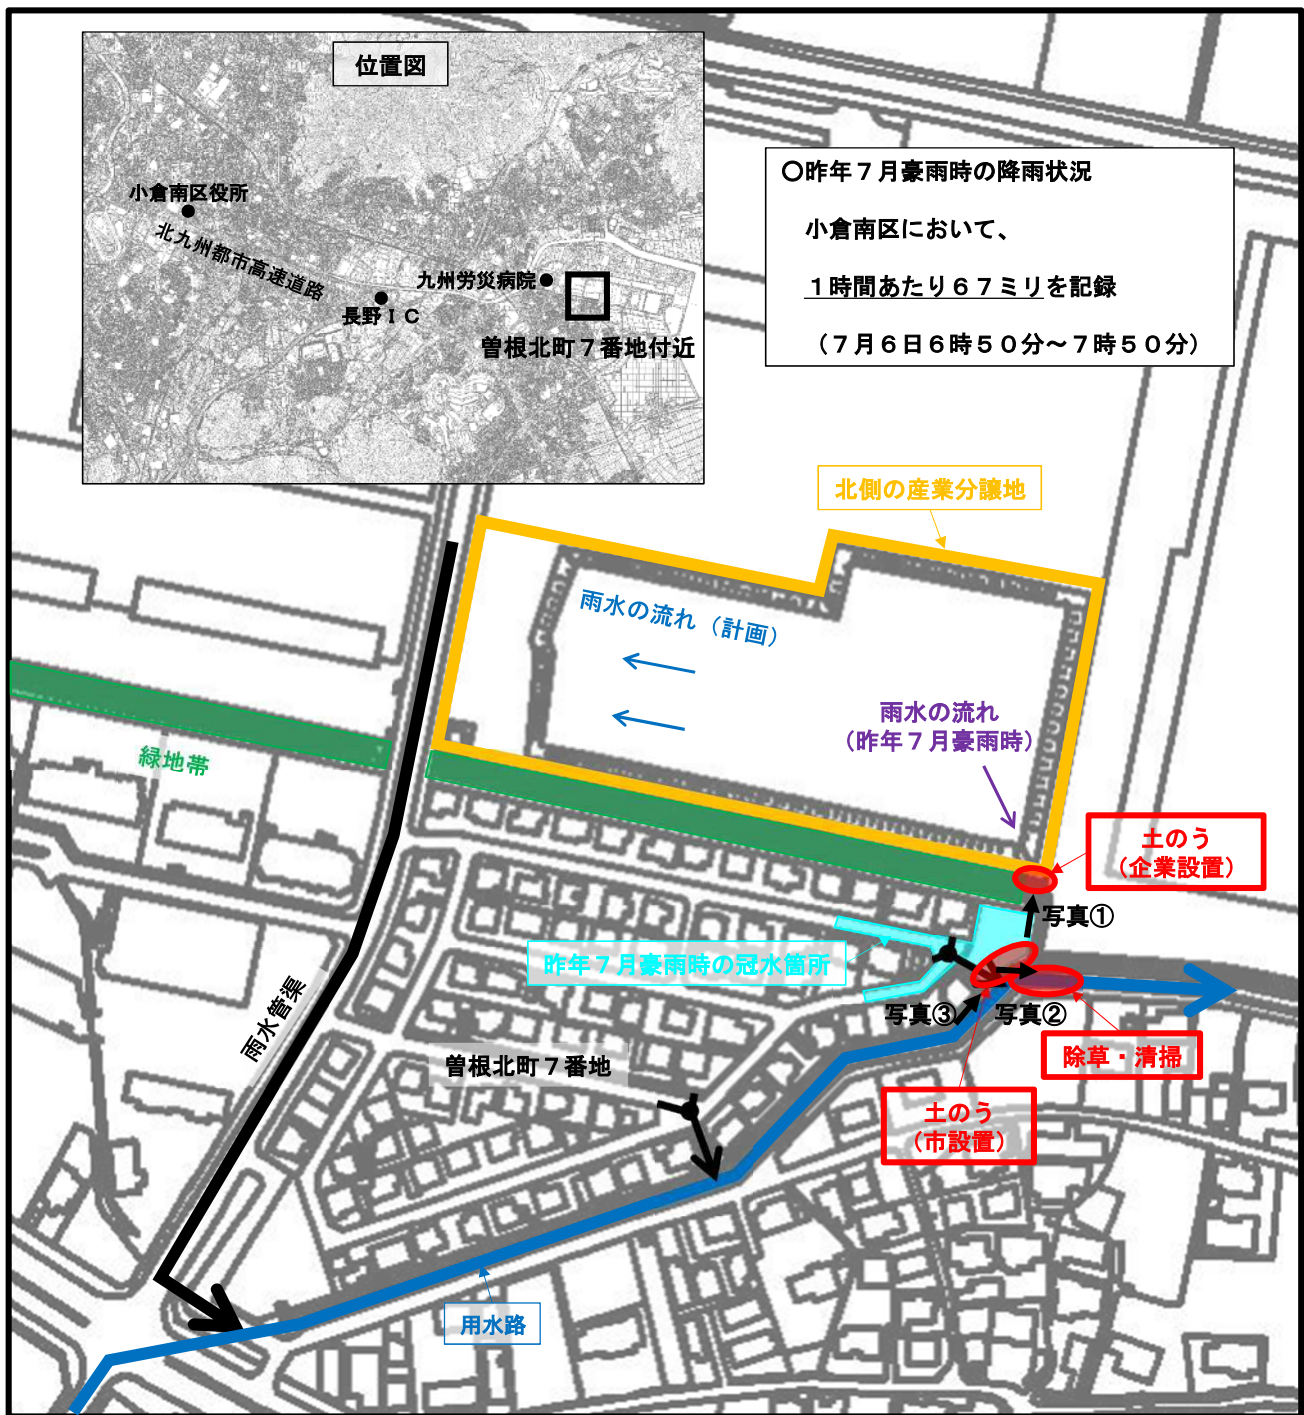 位置図
小倉南区役所
北九州都市高速道路
長野ＩＣ
九州労災病院
曽根北町７番地付近
〇昨年７月豪雨時の降雨状況
小倉南区において、
１時間あたり６７ミリを記録
（７月６日６時５０分～７時５０分）
北側の産業分譲地
雨水の流れ（計画）
雨水の流れ
（昨年７月豪雨時）
緑地帯
土のう
（企業設置）
写真①
昨年７月豪雨時の冠水箇所
写真③
写真②
除草・清掃
雨水管渠
曽根北町７番地
土のう
（市設置）
用水路